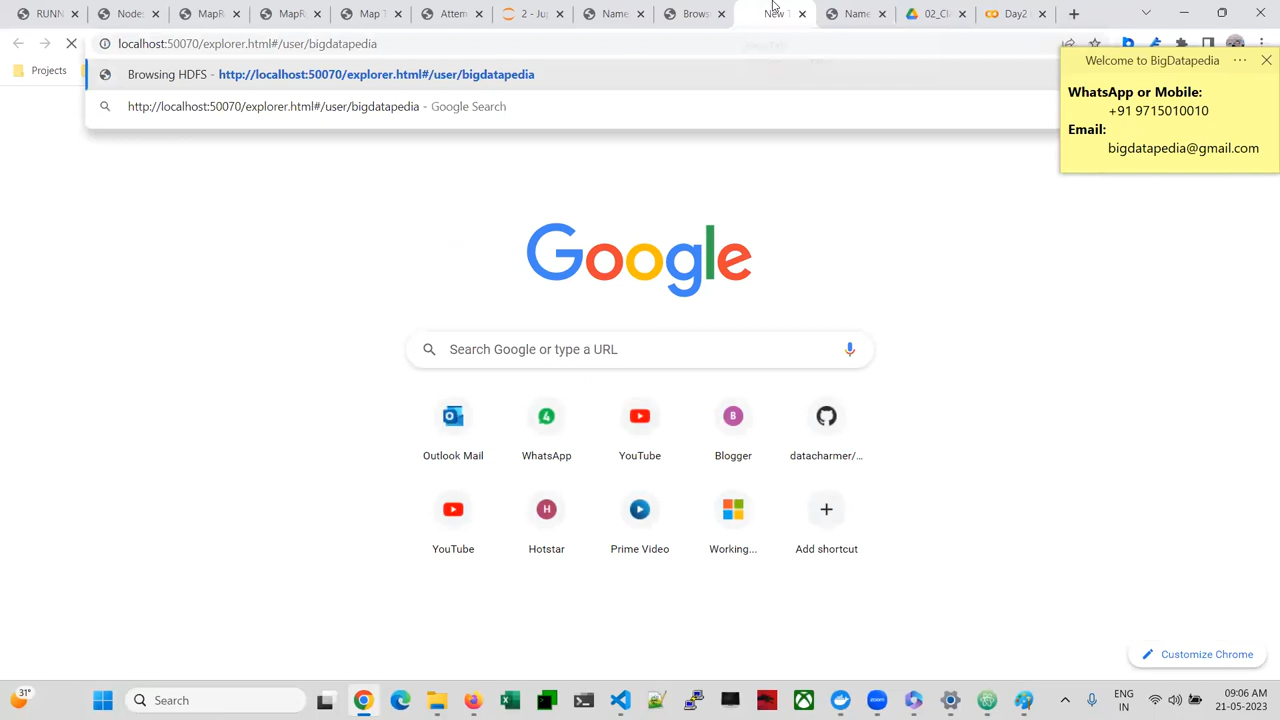 RUNN
Nodes
MapR
MapR
Map T
Attem
2 - Ju
Name
Brows
New T
Name
02_Cl
Day2
localhost:50070/explorer.html#/user/bigdatapedia
Projects
Browsing HDFS - http://localhost:50070/explorer.html#/user/bigdatapedia
http://localhost:50070/explorer.html#/user/bigdatapedia - Google Search
Welcome to BigDatapedia
WhatsApp or Mobile:
+91 9715010010
Email:
bigdatapedia@gmail.com
Google
Search Google or type a URL
Outlook Mail
WhatsApp
YouTube
Blogger
datacharmer/...
YouTube
Hotstar
Prime Video
Working...
Add shortcut
Customize Chrome
31°
Search
ENG
IN
09:06 AM
21-05-2023